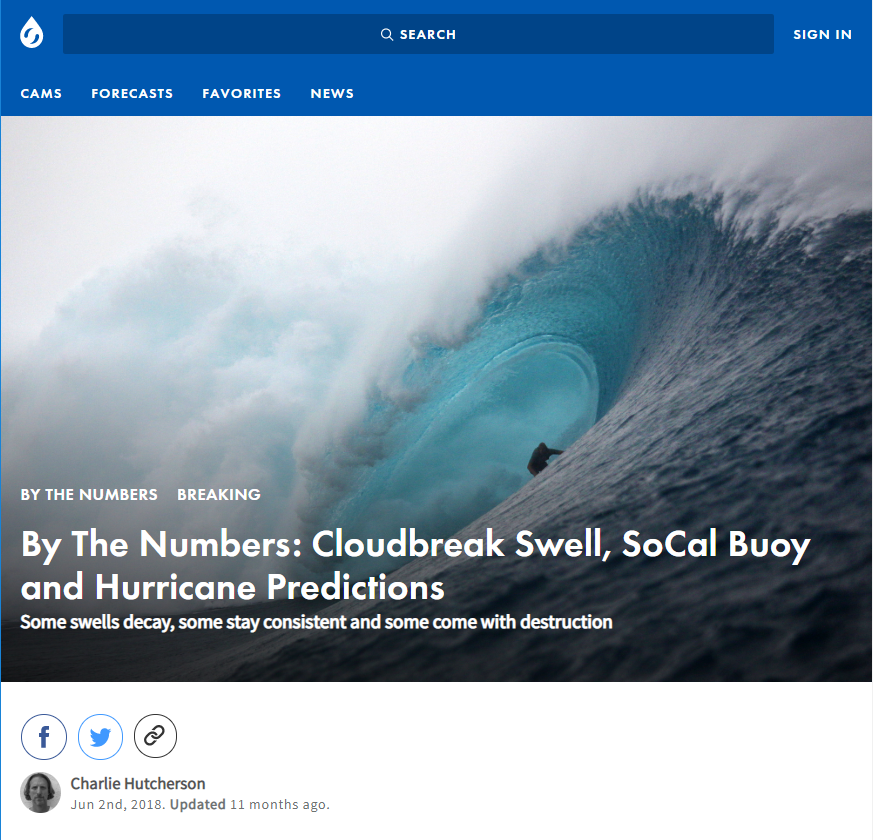 SEARCH
SIGN IN
CAMS FORECASTS FAVORITES NEWS
BY THE NUMBERS BREAKING
By The Numbers: Cloudbreak Swell, SoCal Buoy
and Hurricane Predictions
Some swells decay, some stay consistent and some come with destruction
Charlie Hutcherson
Jun 2nd, 2018. Updated 11 months ago.